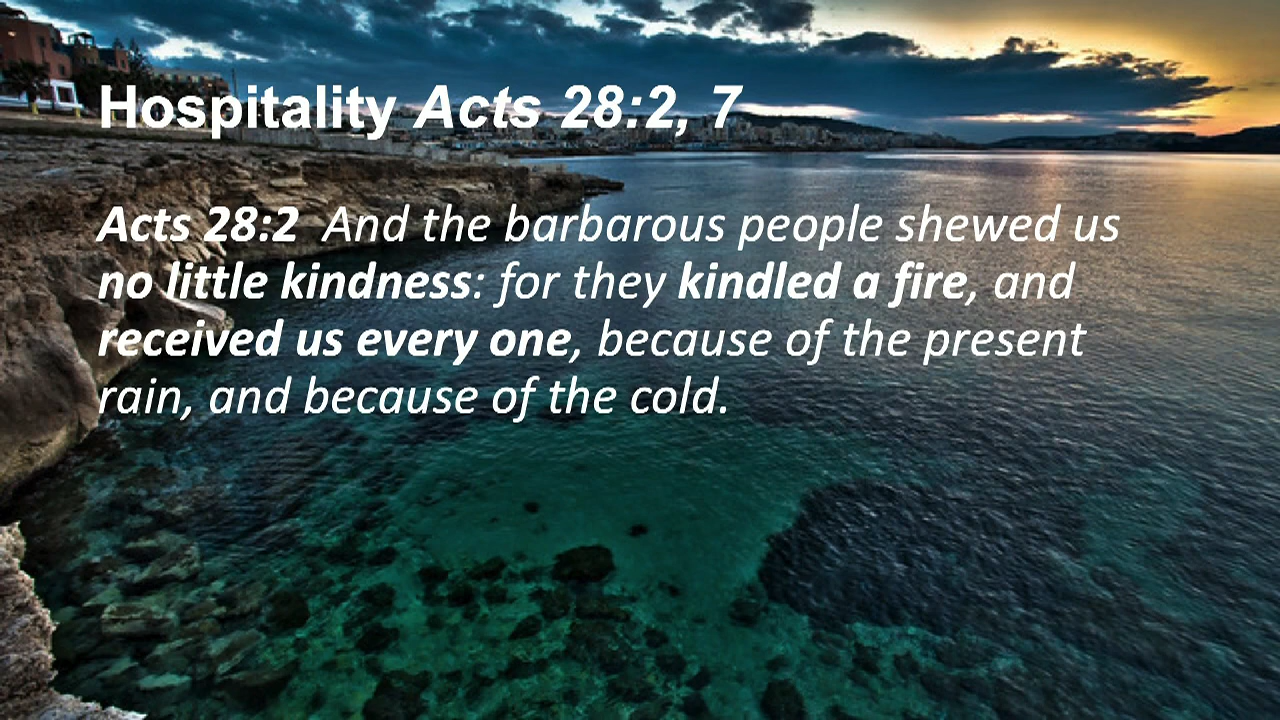 Hospitality Acts 28:2, 7
Acts 28:2  And the barbarous people shewed us
no little kindness: for they kindled a fire, and
received us every one, because of the present
rain, and because of the cold.